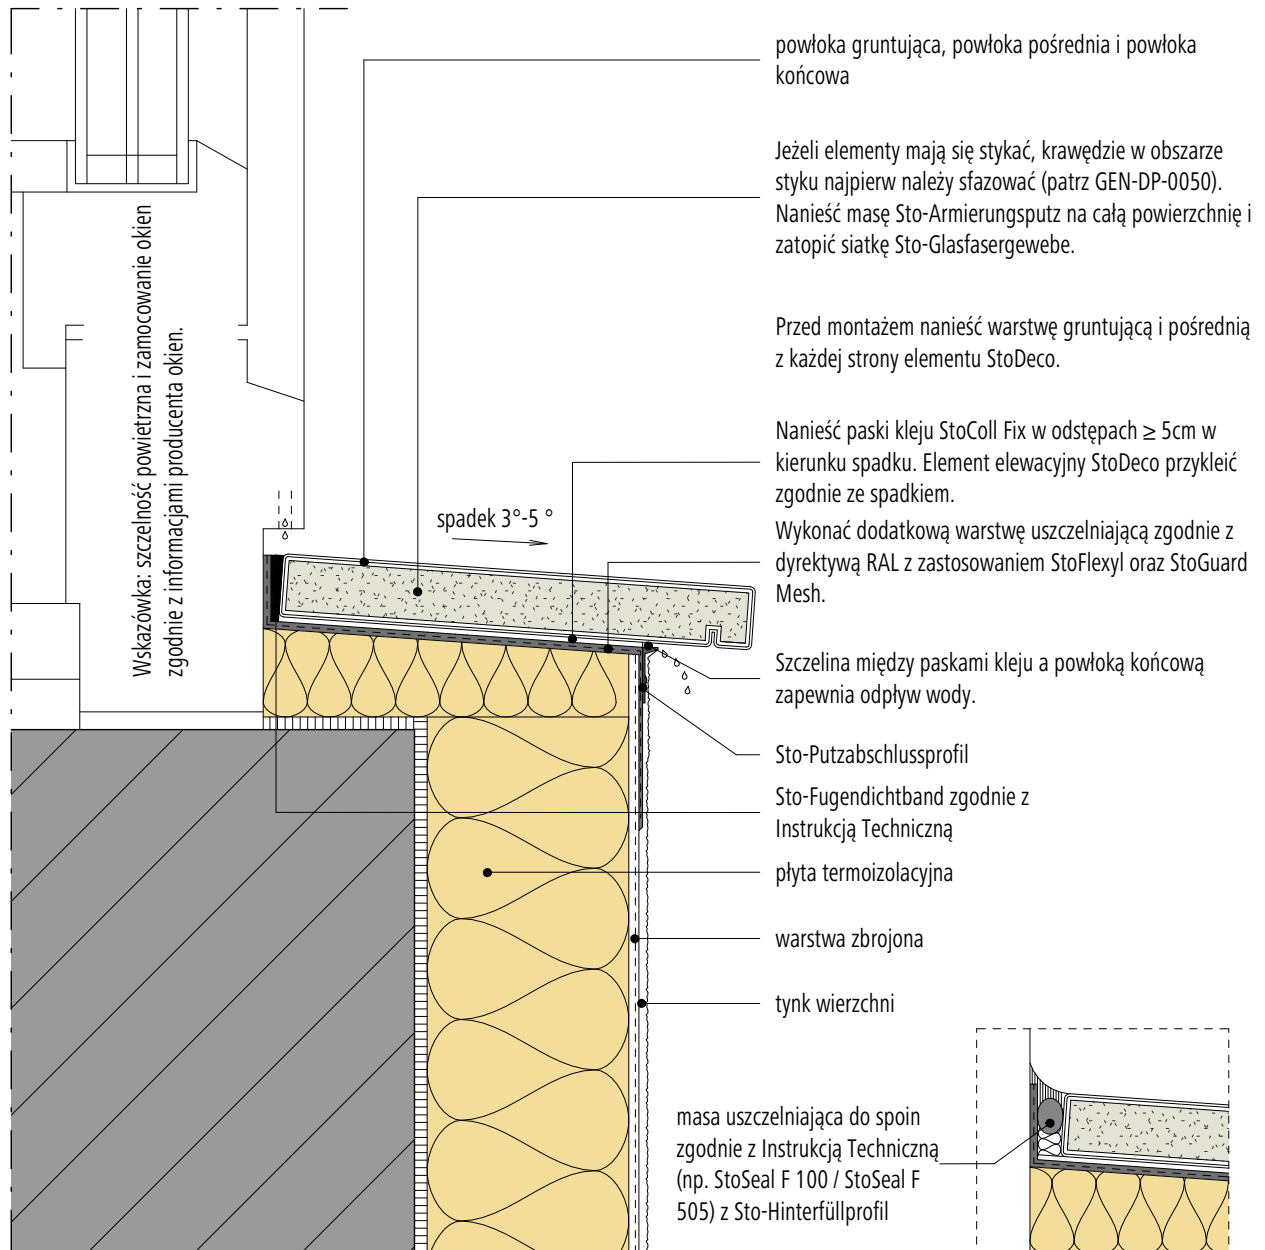 powłoka gruntująca, powłoka pośrednia i powłoka
końcowa
Jeżeli elementy mają się stykać, krawędzie w obszarze
styku najpierw należy sfazować (patrz GEN-DP-0050).
Nanieść masę Sto-Armierungsputz na całą powierzchnię i
zatopić siatkę Sto-Glasfasergewebe.
Wskazówka: szczelność powietrzna i zamocowanie okien
zgodnie z informacjami producenta okien.
Przed montażem nanieść warstwę gruntującą i pośrednią
z każdej strony elementu StoDeco.
Nanieść paski kleju StoColl Fix w odstępach ≥ 5cm w
kierunku spadku. Element elewacyjny StoDeco przykleić
zgodnie ze spadkiem.
spadek 3°-5 °
Wykonać dodatkową warstwę uszczelniającą zgodnie z
dyrektywą RAL z zastosowaniem StoFlexyl oraz StoGuard
Mesh.
Szczelina między paskami kleju a powłoką końcową
zapewnia odpływ wody.
Sto-Putzabschlussprofil
Sto-Fugendichtband zgodnie z
Instrukcją Techniczną
płyta termoizolacyjna
warstwa zbrojona
tynk wierzchni
masa uszczelniająca do spoin
zgodnie z Instrukcją Techniczną
(np. StoSeal F 100 / StoSeal F
505) z Sto-Hinterfüllprofil